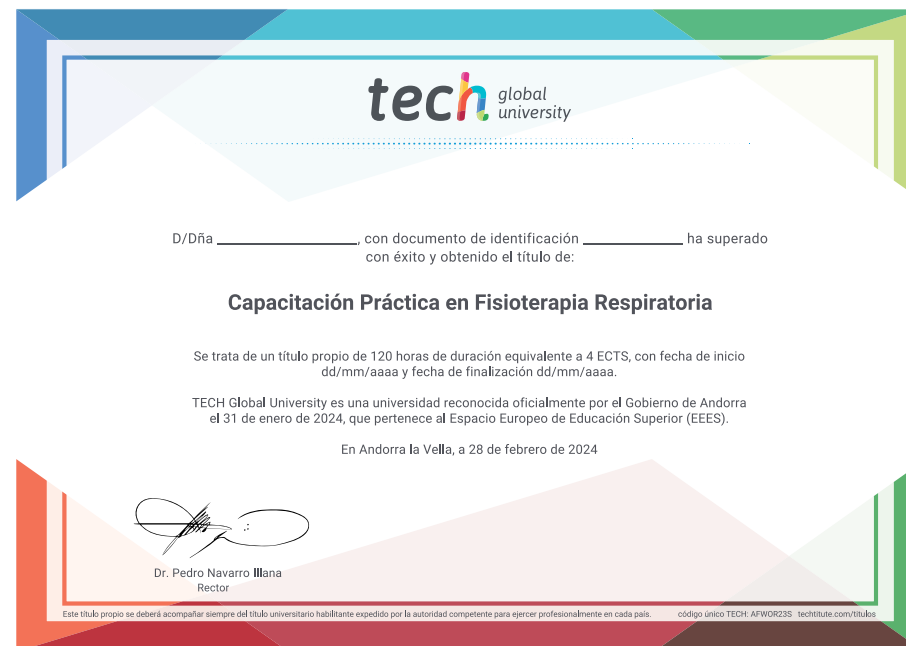 tech global university
D/Dña ________________, con documento de identificación ____________ ha superado
con éxito y obtenido el título de:
Capacitación Práctica en Fisioterapia Respiratoria
Se trata de un título propio de 120 horas de duración equivalente a 4 ECTS, con fecha de inicio
dd/mm/aaaa y fecha de finalización dd/mm/aaaa.
TECH Global University es una universidad reconocida oficialmente por el Gobierno de Andorra
el 31 de enero de 2024, que pertenece al Espacio Europeo de Educación Superior (EEES).
En Andorra la Vella, a 28 de febrero de 2024
Dr. Pedro Navarro Illana
Rector
Este título propio se deberá acompañar siempre del título universitario habilitante expedido por la autoridad competente para ejercer profesionalmente en cada país. código único TECH: AFWOR23S techtitute.com/titulos